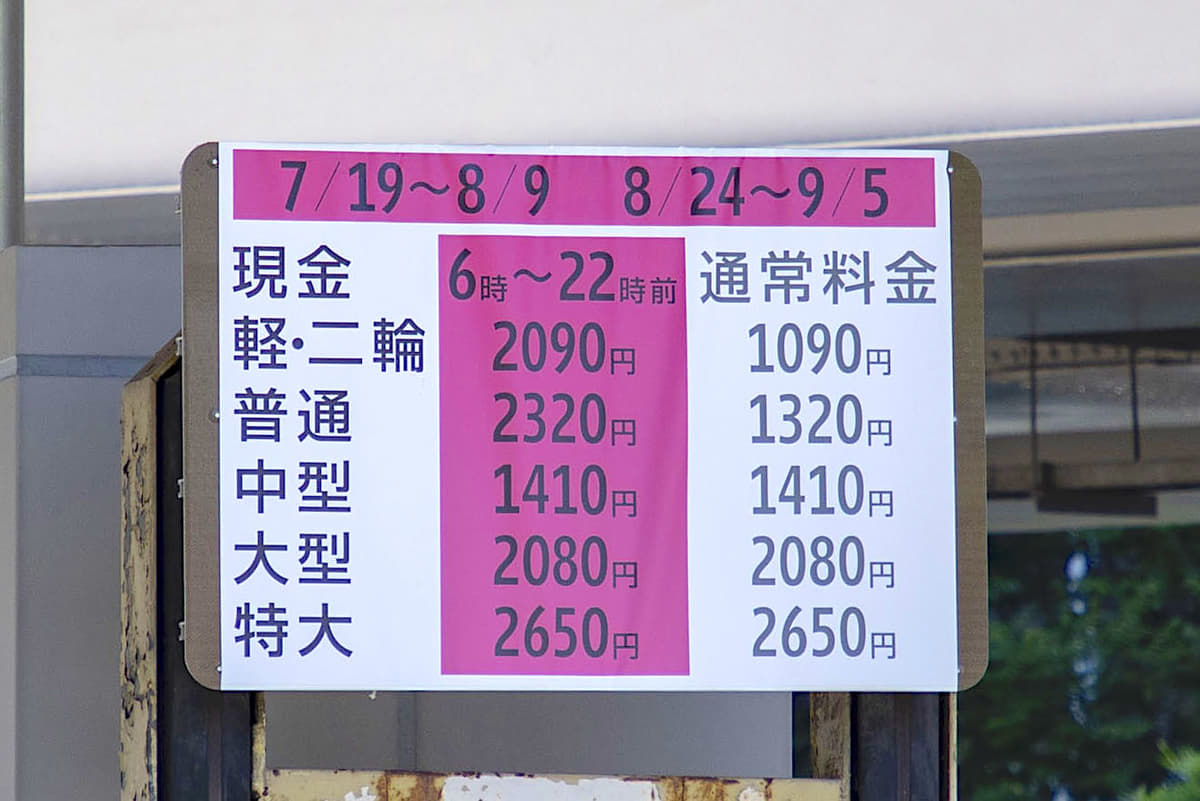 7/19～8/9 8/24～9/5
現金 6時～22時前 通常料金
軽・二輪 2090円 1090円
普通 2320円 1320円
中型 1410円 1410円
大型 2080円 2080円
特大 2650円 2650円